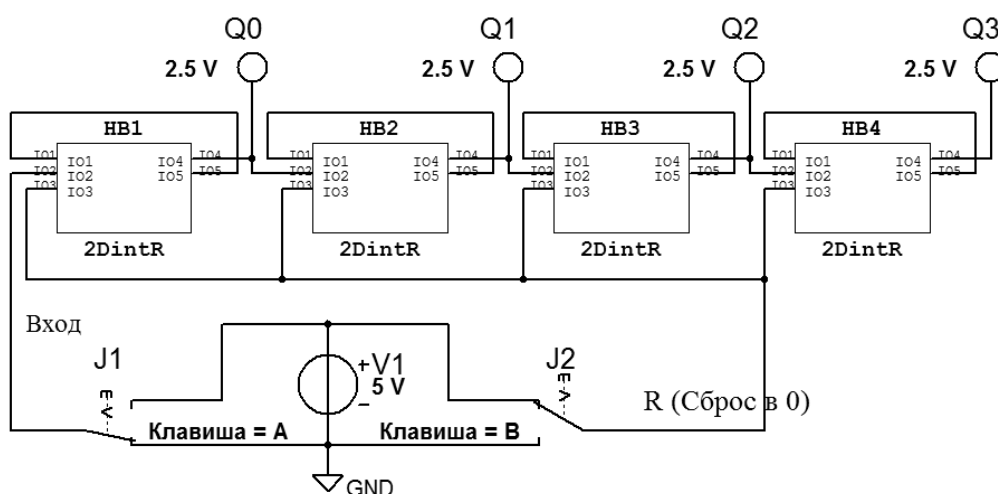 Q0 Q1 Q2 Q3
2.5 V 2.5 V 2.5 V 2.5 V
HB1 HB2 HB3 HB4
IO1 IO1 IO4 IO4 IO1 IO1 IO4 IO4 IO1 IO1 IO4 IO4 IO1 IO1 IO4 IO4
IO2 IO2 IO5 IO5 IO2 IO2 IO5 IO5 IO2 IO2 IO5 IO5 IO2 IO2 IO5 IO5
IO3 IO3 IO3 IO3 IO3 IO3 IO3 IO3
2DintR 2DintR 2DintR 2DintR
Вход
J1 +V1 J2
5 V
−
R (Сброс в 0)
Клавиша = A Клавиша = B
GND